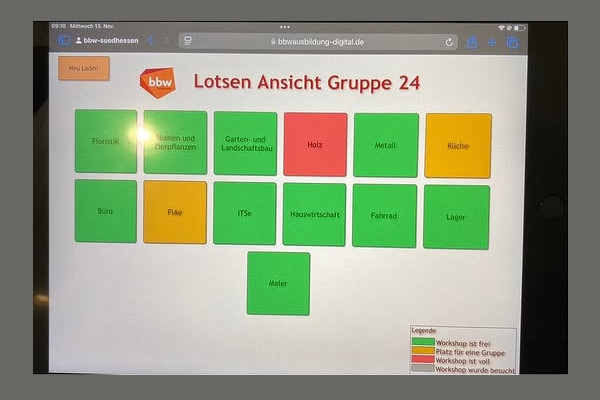 09:10 Mittwoch 13. Nov.
bbw-suedhessen
bbwausbildung-digital.de
Neu Laden
bbw
Lotsen Ansicht Gruppe 24
Floristik
Blumen und
Zierpflanzen
Garten- und
Landschaftsbau
Holz
Metall
Küche
Büro
FiAe
ITSe
Hauswirtschaft
Fahrrad
Lager
Maler
Legende
Workshop ist frei
Platz für eine Gruppe
Workshop ist voll
Workshop wurde besucht